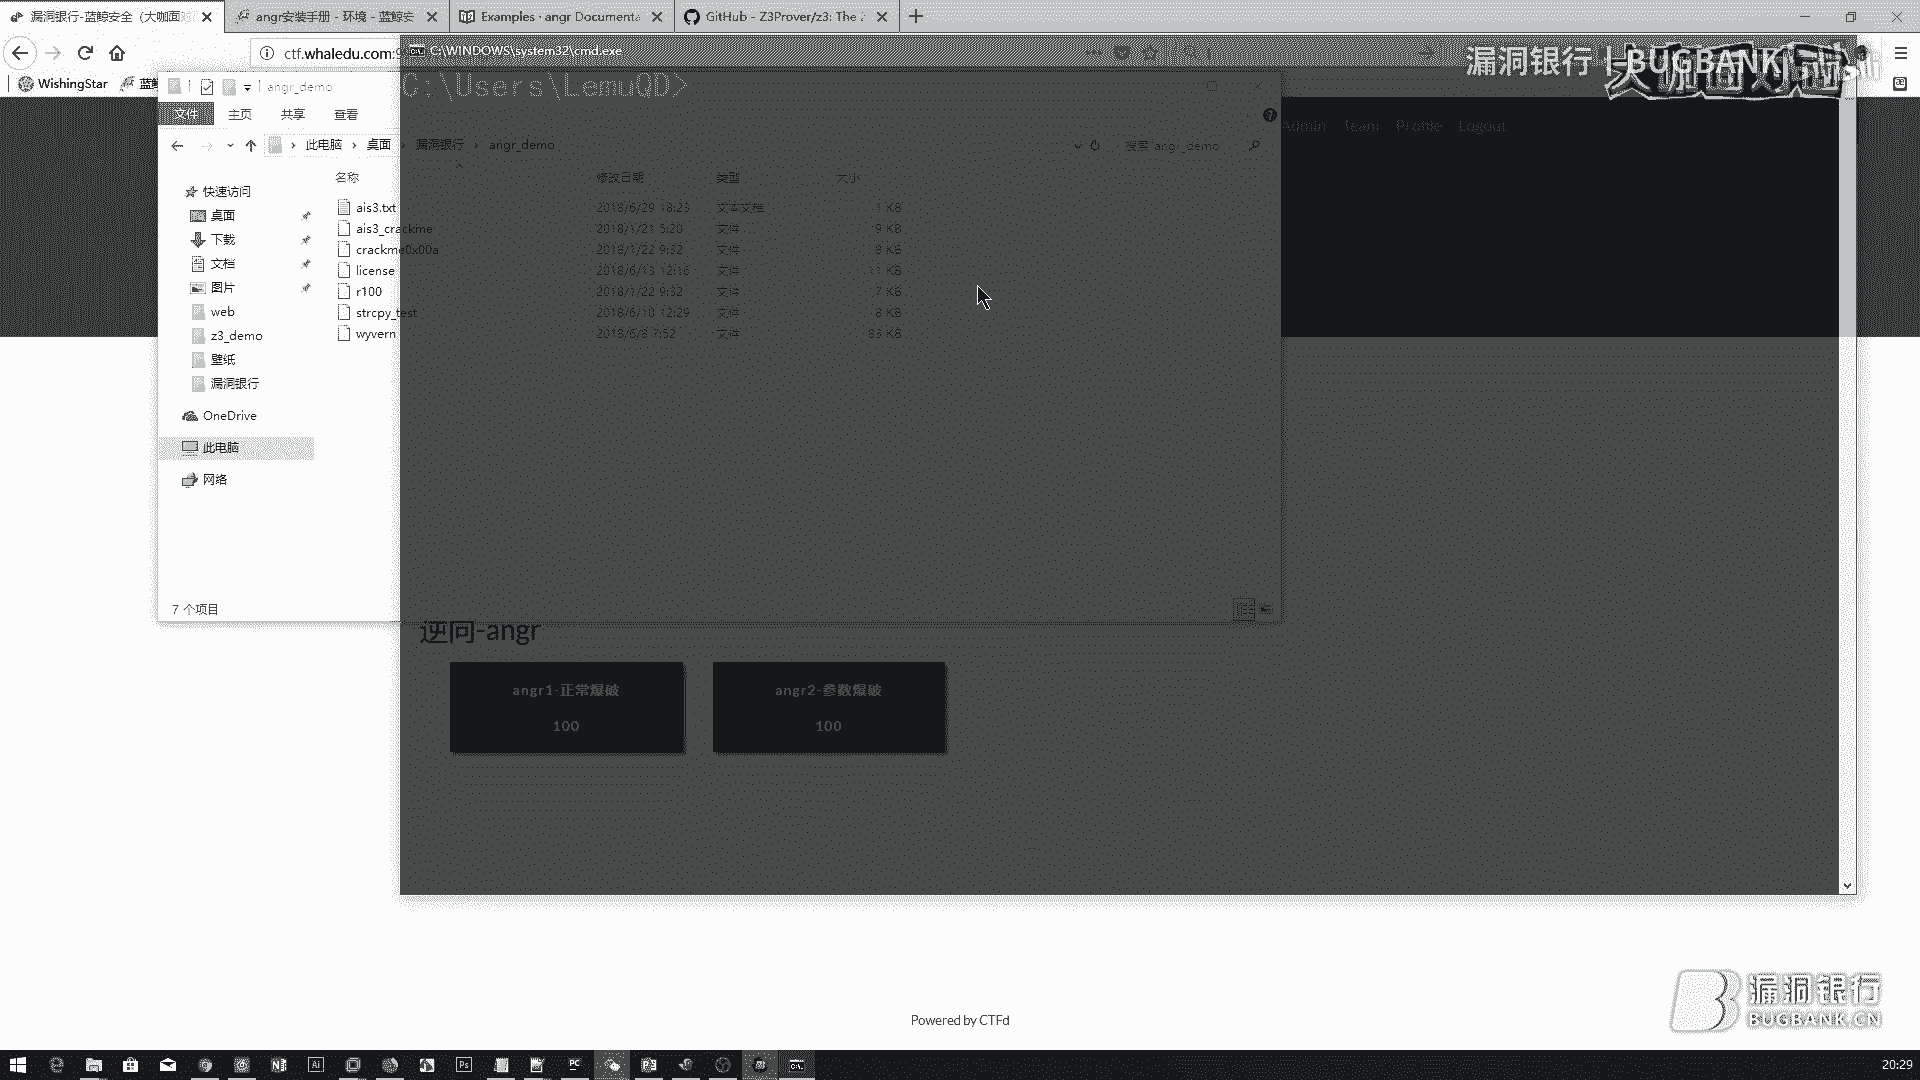 漏洞银行-蓝鲸安全（大咖面对
angr安装手册 - 环境 - 蓝鲸安
Examples · angr Documenta
GitHub - Z3Prover/z3: The
C:\WINDOWS\system32\cmd.exe
ctf.whaledu.com:9
漏洞银行 | BUGBANK
大咖面对面
WishingStar
蓝鲸
angr_demo
C:\Users\LemuQD>
文件
主页
共享
查看
Admin
Team
Profile
Logout
此电脑
桌面
漏洞银行
angr_demo
搜索"angr_demo"
名称
修改日期
类型
大小
快速访问
桌面
下载
文档
图片
web
z3_demo
壁纸
漏洞银行
OneDrive
此电脑
网络
ais3.txt 2018/6/29 18:23 文本文档 1 KB
ais3_crackme 2018/1/21 5:20 文件 9 KB
crackme0x00a 2018/1/22 9:32 文件 8 KB
license 2018/6/13 12:16 文件 11 KB
r100 2018/1/22 9:32 文件 7 KB
strcpy_test 2018/6/10 12:29 文件 8 KB
wyvern 2018/6/8 7:52 文件 83 KB
7 个项目
逆向-angr
angr1-正常爆破
100
angr2-参数爆破
100
漏洞银行
BUGBANK.CN
Powered by CTFd
20:29